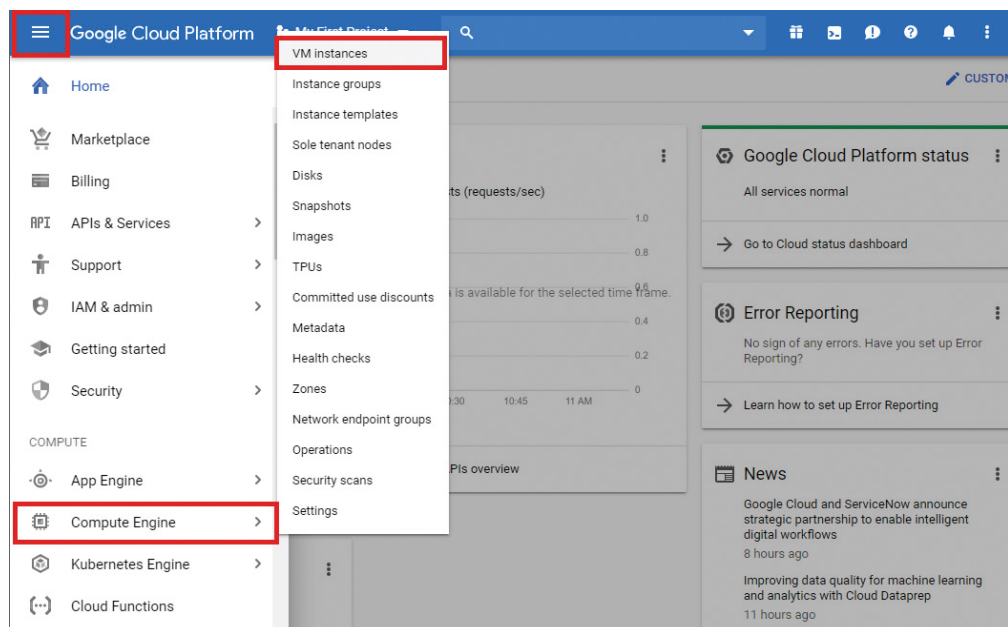 Google Cloud Platform
My First Project
CUSTOM
Home
Marketplace
Billing
API APIs & Services
Support
IAM & admin
Getting started
Security
COMPUTE
App Engine
Compute Engine
Kubernetes Engine
Cloud Functions
VM instances
Instance groups
Instance templates
Sole tenant nodes
Disks
Snapshots
Images
TPUs
Committed use discounts
Metadata
Health checks
Zones
Network endpoint groups
Operations
Security scans
Settings
(requests/sec)
1.0
0.8
0.6
is available for the selected time frame.
0.4
0.2
0
:30 10:45 11 AM
APIs overview
Google Cloud Platform status
All services normal
Go to Cloud status dashboard
Error Reporting
No sign of any errors. Have you set up Error
Reporting?
Learn how to set up Error Reporting
News
Google Cloud and ServiceNow announce
strategic partnership to enable intelligent
digital workflows
8 hours ago
Improving data quality for machine learning
and analytics with Cloud Dataprep
11 hours ago